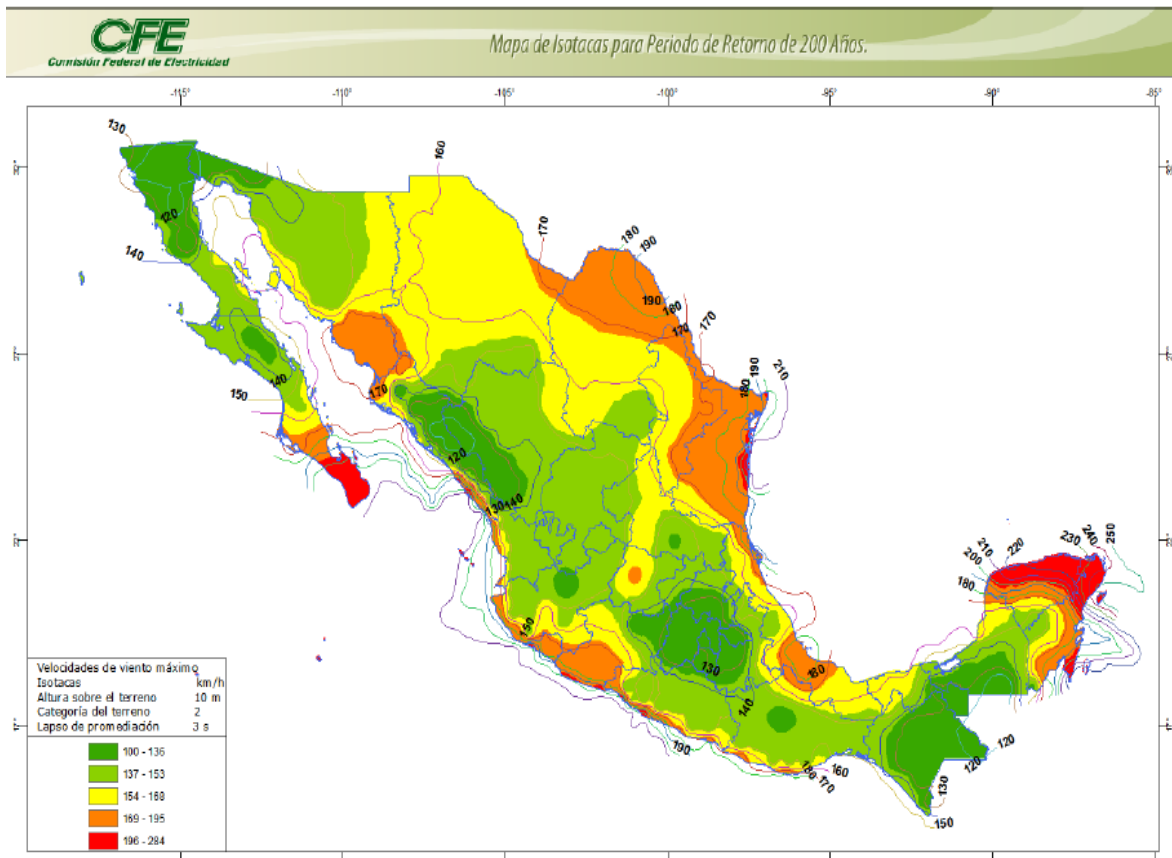 CFE
Comisión Federal de Electricidad
Mapa de Isotacas para Periodo de Retorno de 200 Años.
-115° -110° -105° -100° -95° -90° -85°
130
160
170
180
190
120
140
190
180
170
170
190
210
180
140
170
150
120
130
140
210
220
230
240
250
200
180
150
130
180
140
190
180
170
160
120
120
130
150
Velocidades de viento máximo
Isotacas km/h
Altura sobre el terreno 10 m
Categoría del terreno 2
Lapso de promediación 3 s
100 - 136
137 - 153
154 - 168
169 - 195
196 - 284